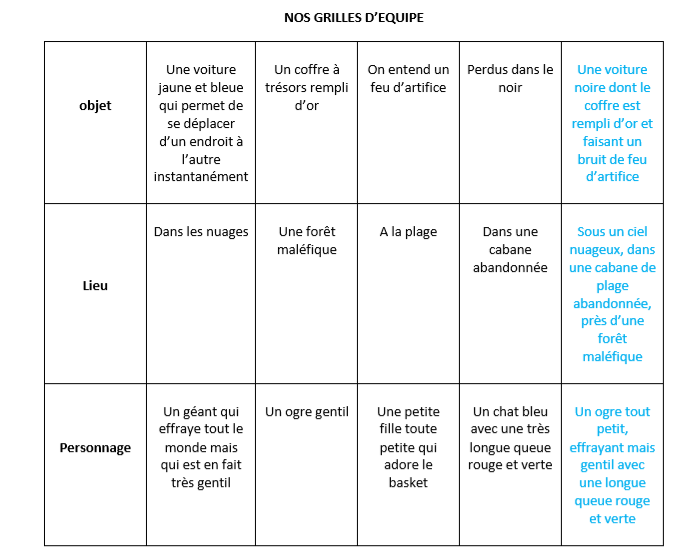 NOS GRILLES D’EQUIPE
objet
Une voiture
jaune et bleue
qui permet de
se déplacer
d’un endroit à
l’autre
instantanément
Un coffre à
trésors rempli
d’or
On entend un
feu d’artifice
Perdus dans le
noir
Une voiture
noire dont le
coffre est
rempli d’or et
faisant un
bruit de feu
d’artifice
Lieu
Dans les nuages
Une forêt
maléfique
A la plage
Dans une
cabane
abandonnée
Sous un ciel
nuageux, dans
une cabane de
plage
abandonnée,
près d’une
forêt
maléfique
Personnage
Un géant qui
effraye tout le
monde mais
qui est en fait
très gentil
Un ogre gentil
Une petite
fille toute
petite qui
adore le
basket
Un chat bleu
avec une très
longue queue
rouge et verte
Un ogre tout
petit,
effrayant mais
gentil avec
une longue
queue rouge
et verte